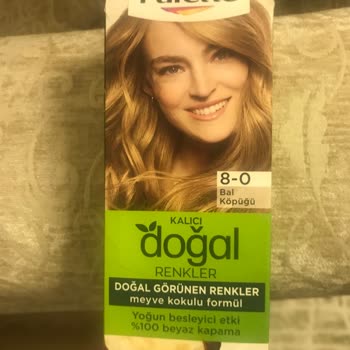 Palette
8-0
Bal
Köpüğü
KALICI
doğal
RENKLER
DOĞAL GÖRÜNEN RENKLER
meyve kokulu formül
Yoğun besleyici etki
%100 beyaz kapama